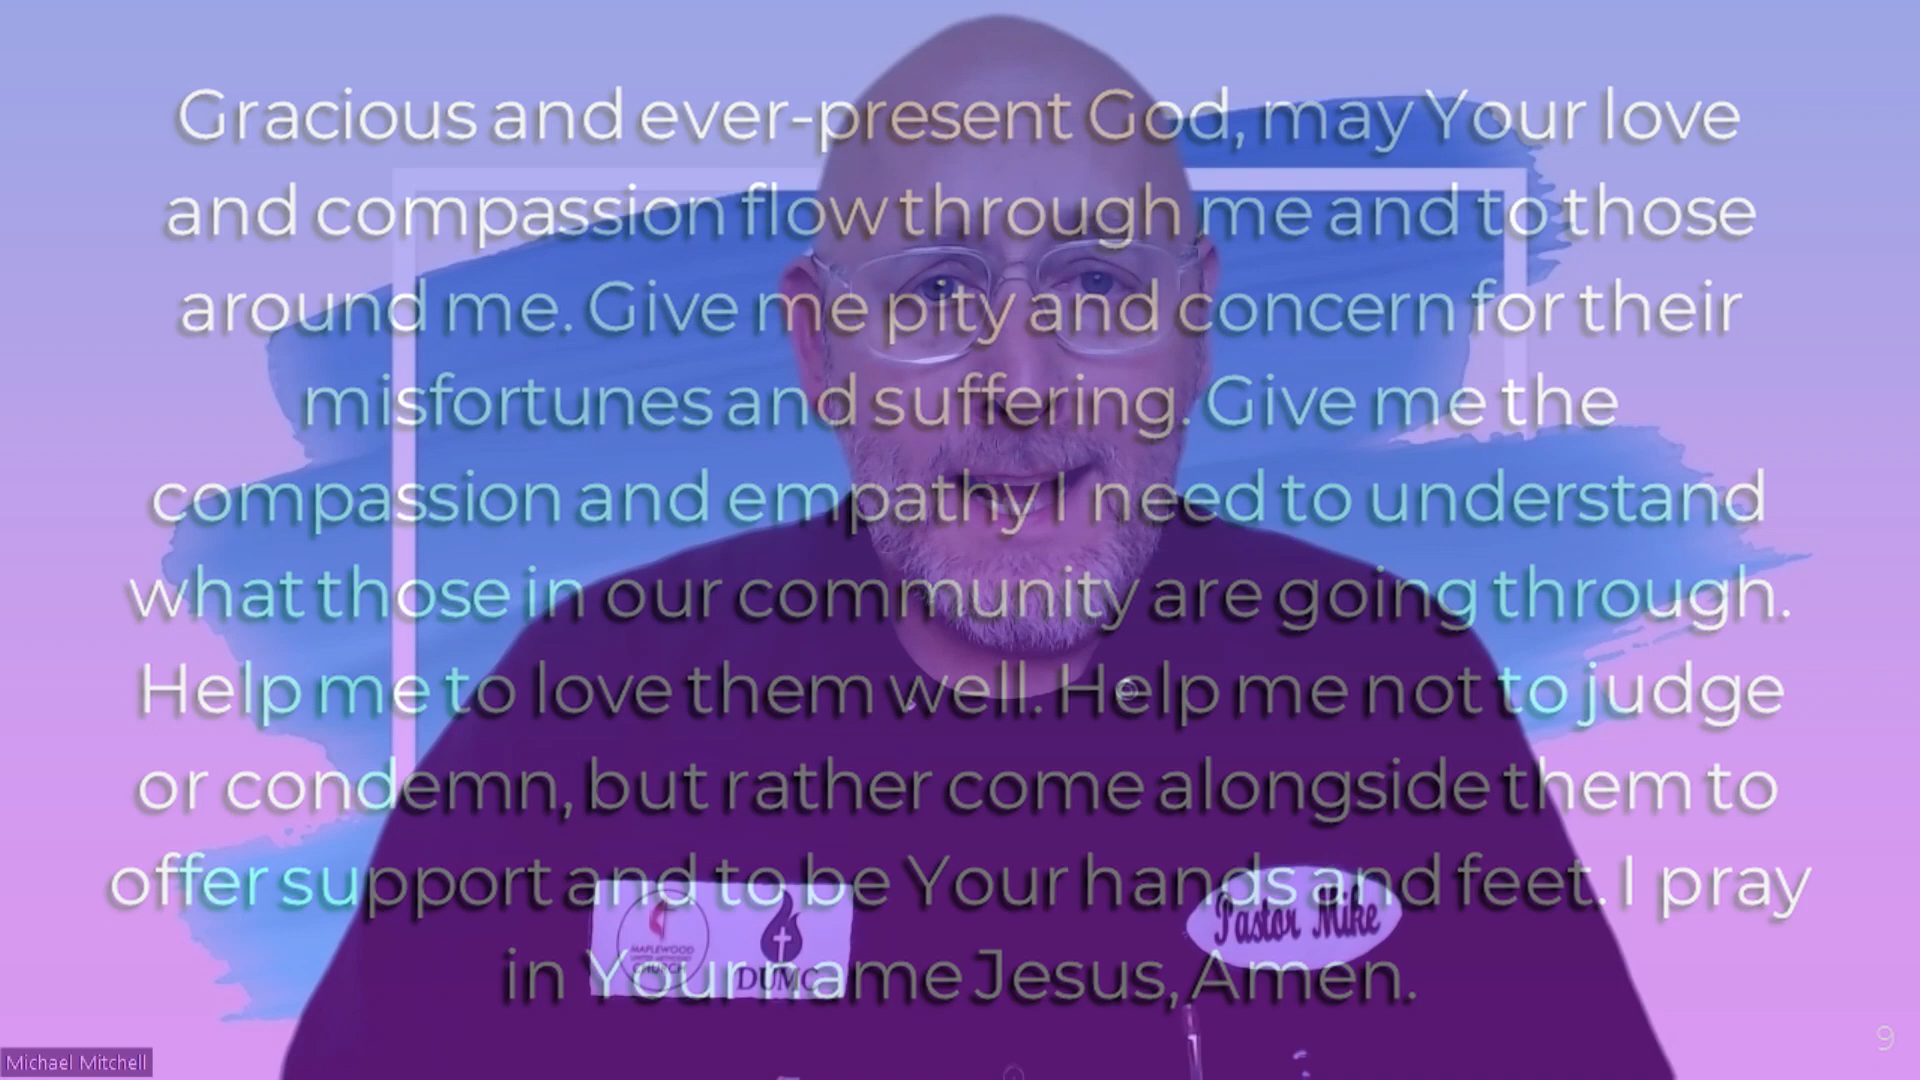 Gracious and ever-present God, may Your love
and compassion flow through me and to those
around me. Give me pity and concern for their
misfortunes and suffering. Give me the
compassion and empathy I need to understand
what those in our community are going through.
Help me to love them well. Help me not to judge
or condemn, but rather come alongside them to
offer support and to be Your hands and feet. I pray
in Your name Jesus, Amen.
Pastor Mike
MAPLEWOOD
UNITED METHODIST
CHURCH
DUMC
9
Michael Mitchell